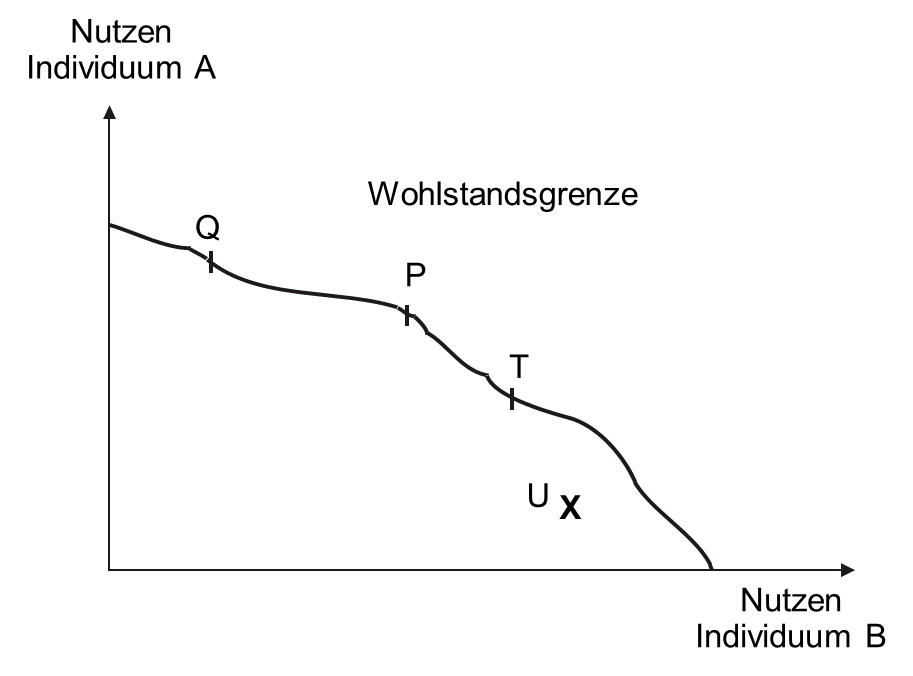 Nutzen
Individuum A
Wohlstandsgrenze
Q
P
T
U X
Nutzen
Individuum B